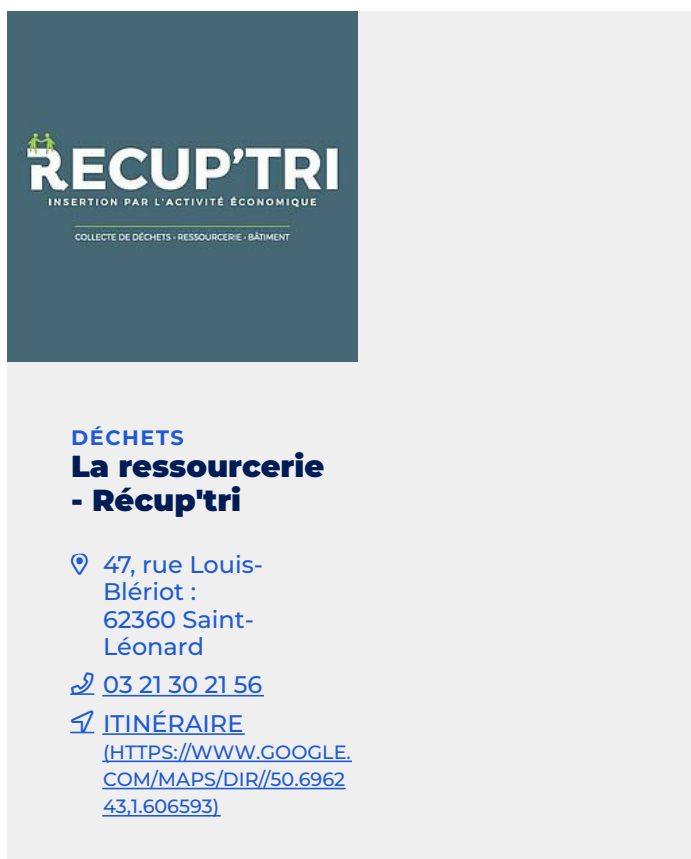 RECUP'TRI
INSERTION PAR L'ACTIVITÉ ÉCONOMIQUE
COLLECTE DE DÉCHETS - RESSOURCERIE - BÂTIMENT
DÉCHETS
La ressourcerie
- Récup'tri
47, rue Louis-
Blériot :
62360 Saint-
Léonard
03 21 30 21 56
ITINÉRAIRE
(HTTPS://WWW.GOOGLE.
COM/MAPS/DIR//50.6962
43,1.606593)